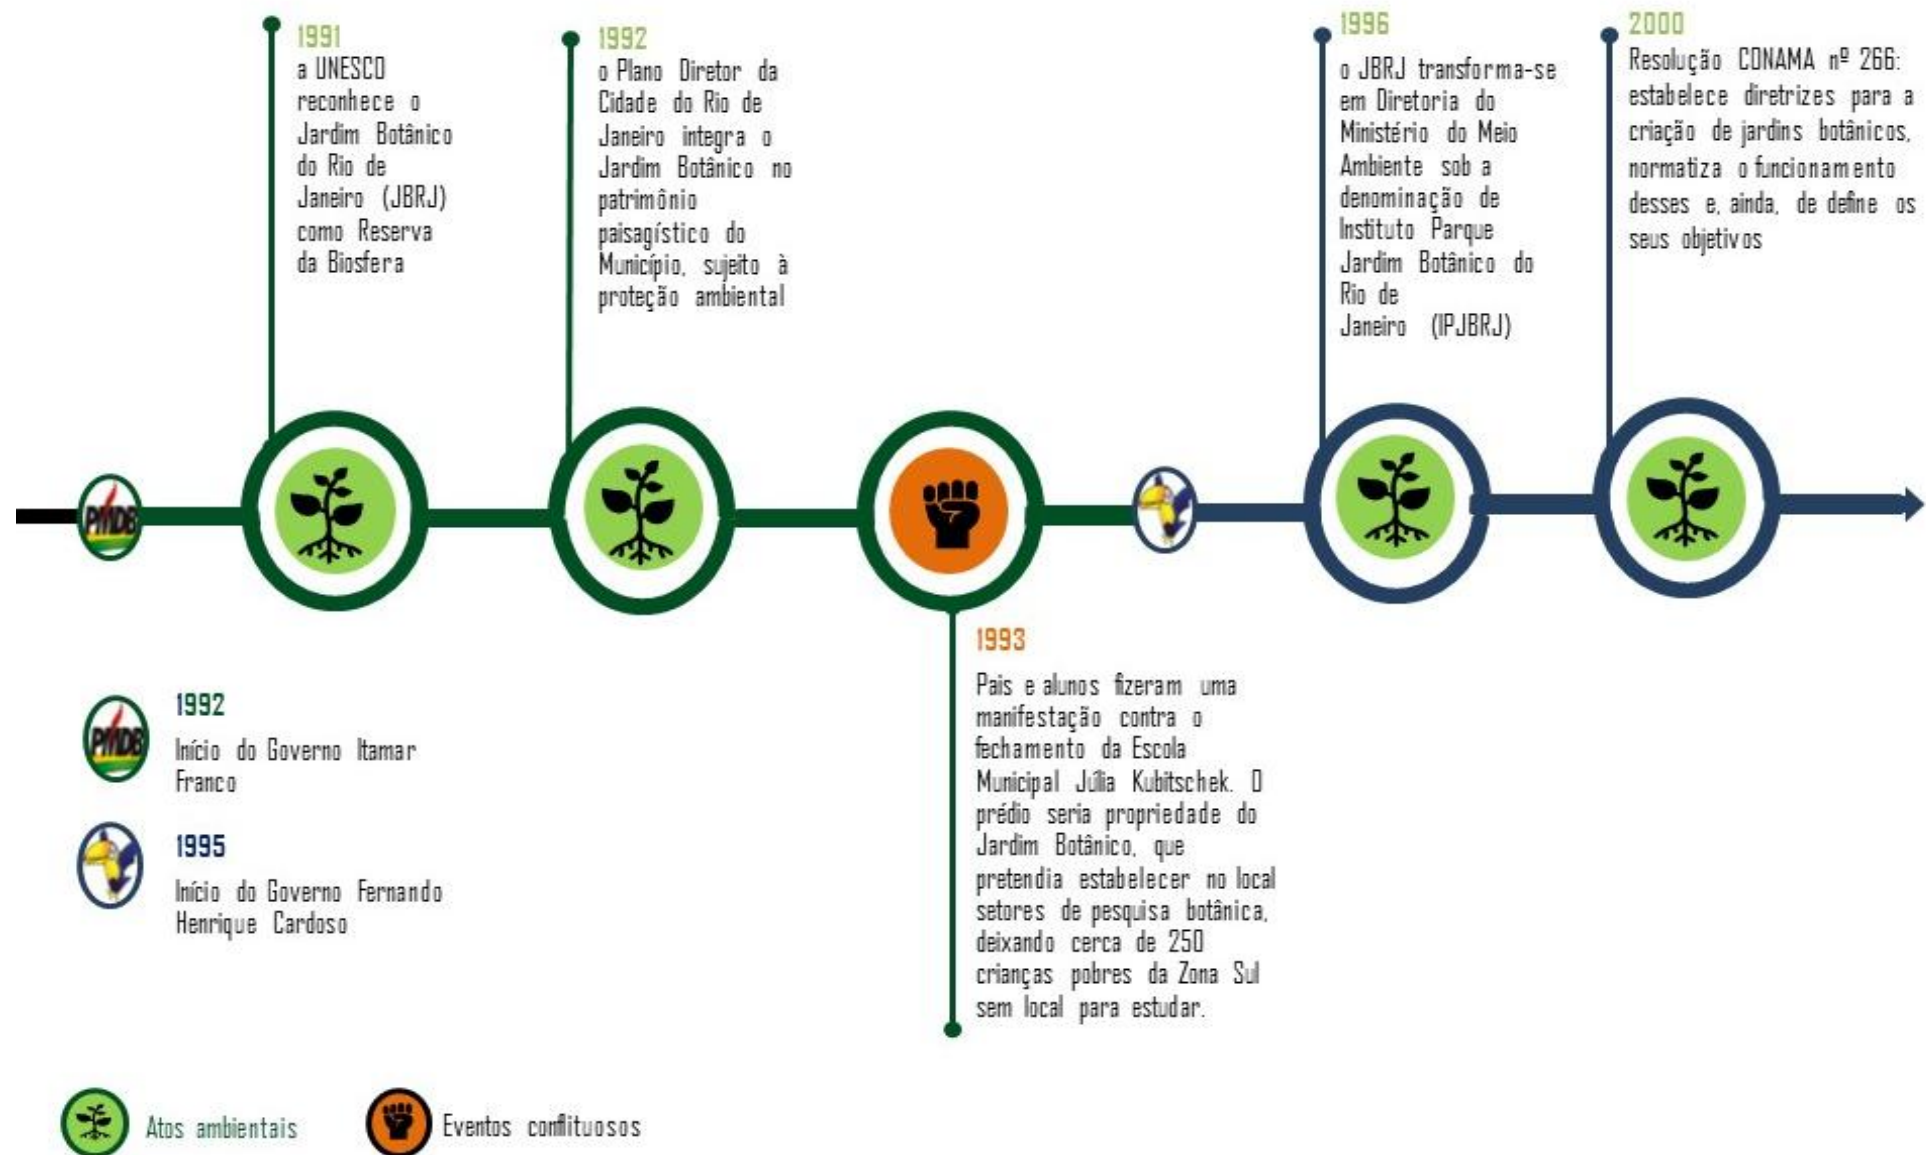 1991
a UNESCO
reconhece o
Jardim Botânico
do Rio de
Janeiro (JBRJ)
como Reserva
da Biosfera
1992
o Plano Diretor da
Cidade do Rio de
Janeiro integra o
Jardim Botânico no
patrimônio
paisagístico do
Município, sujeito à
proteção ambiental
1996
o JBRJ transforma-se
em Diretoria do
Ministério do Meio
Ambiente sob a
denominação de
Instituto Parque
Jardim Botânico do
Rio de
Janeiro (IPJBRJ)
2000
Resolução CONAMA nº 266:
estabelece diretrizes para a
criação de jardins botânicos,
normatiza o funcionamento
desses e, ainda, de define os
seus objetivos
PMDB
1993
Pais e alunos fizeram uma
manifestação contra o
fechamento da Escola
Municipal Júlia Kubitschek. O
prédio seria propriedade do
Jardim Botânico, que
pretendia estabelecer no local
setores de pesquisa botânica,
deixando cerca de 250
crianças pobres da Zona Sul
sem local para estudar.
PMDB
1992
Início do Governo Itamar
Franco
1995
Início do Governo Fernando
Henrique Cardoso
Atos ambientais
Eventos conflituosos